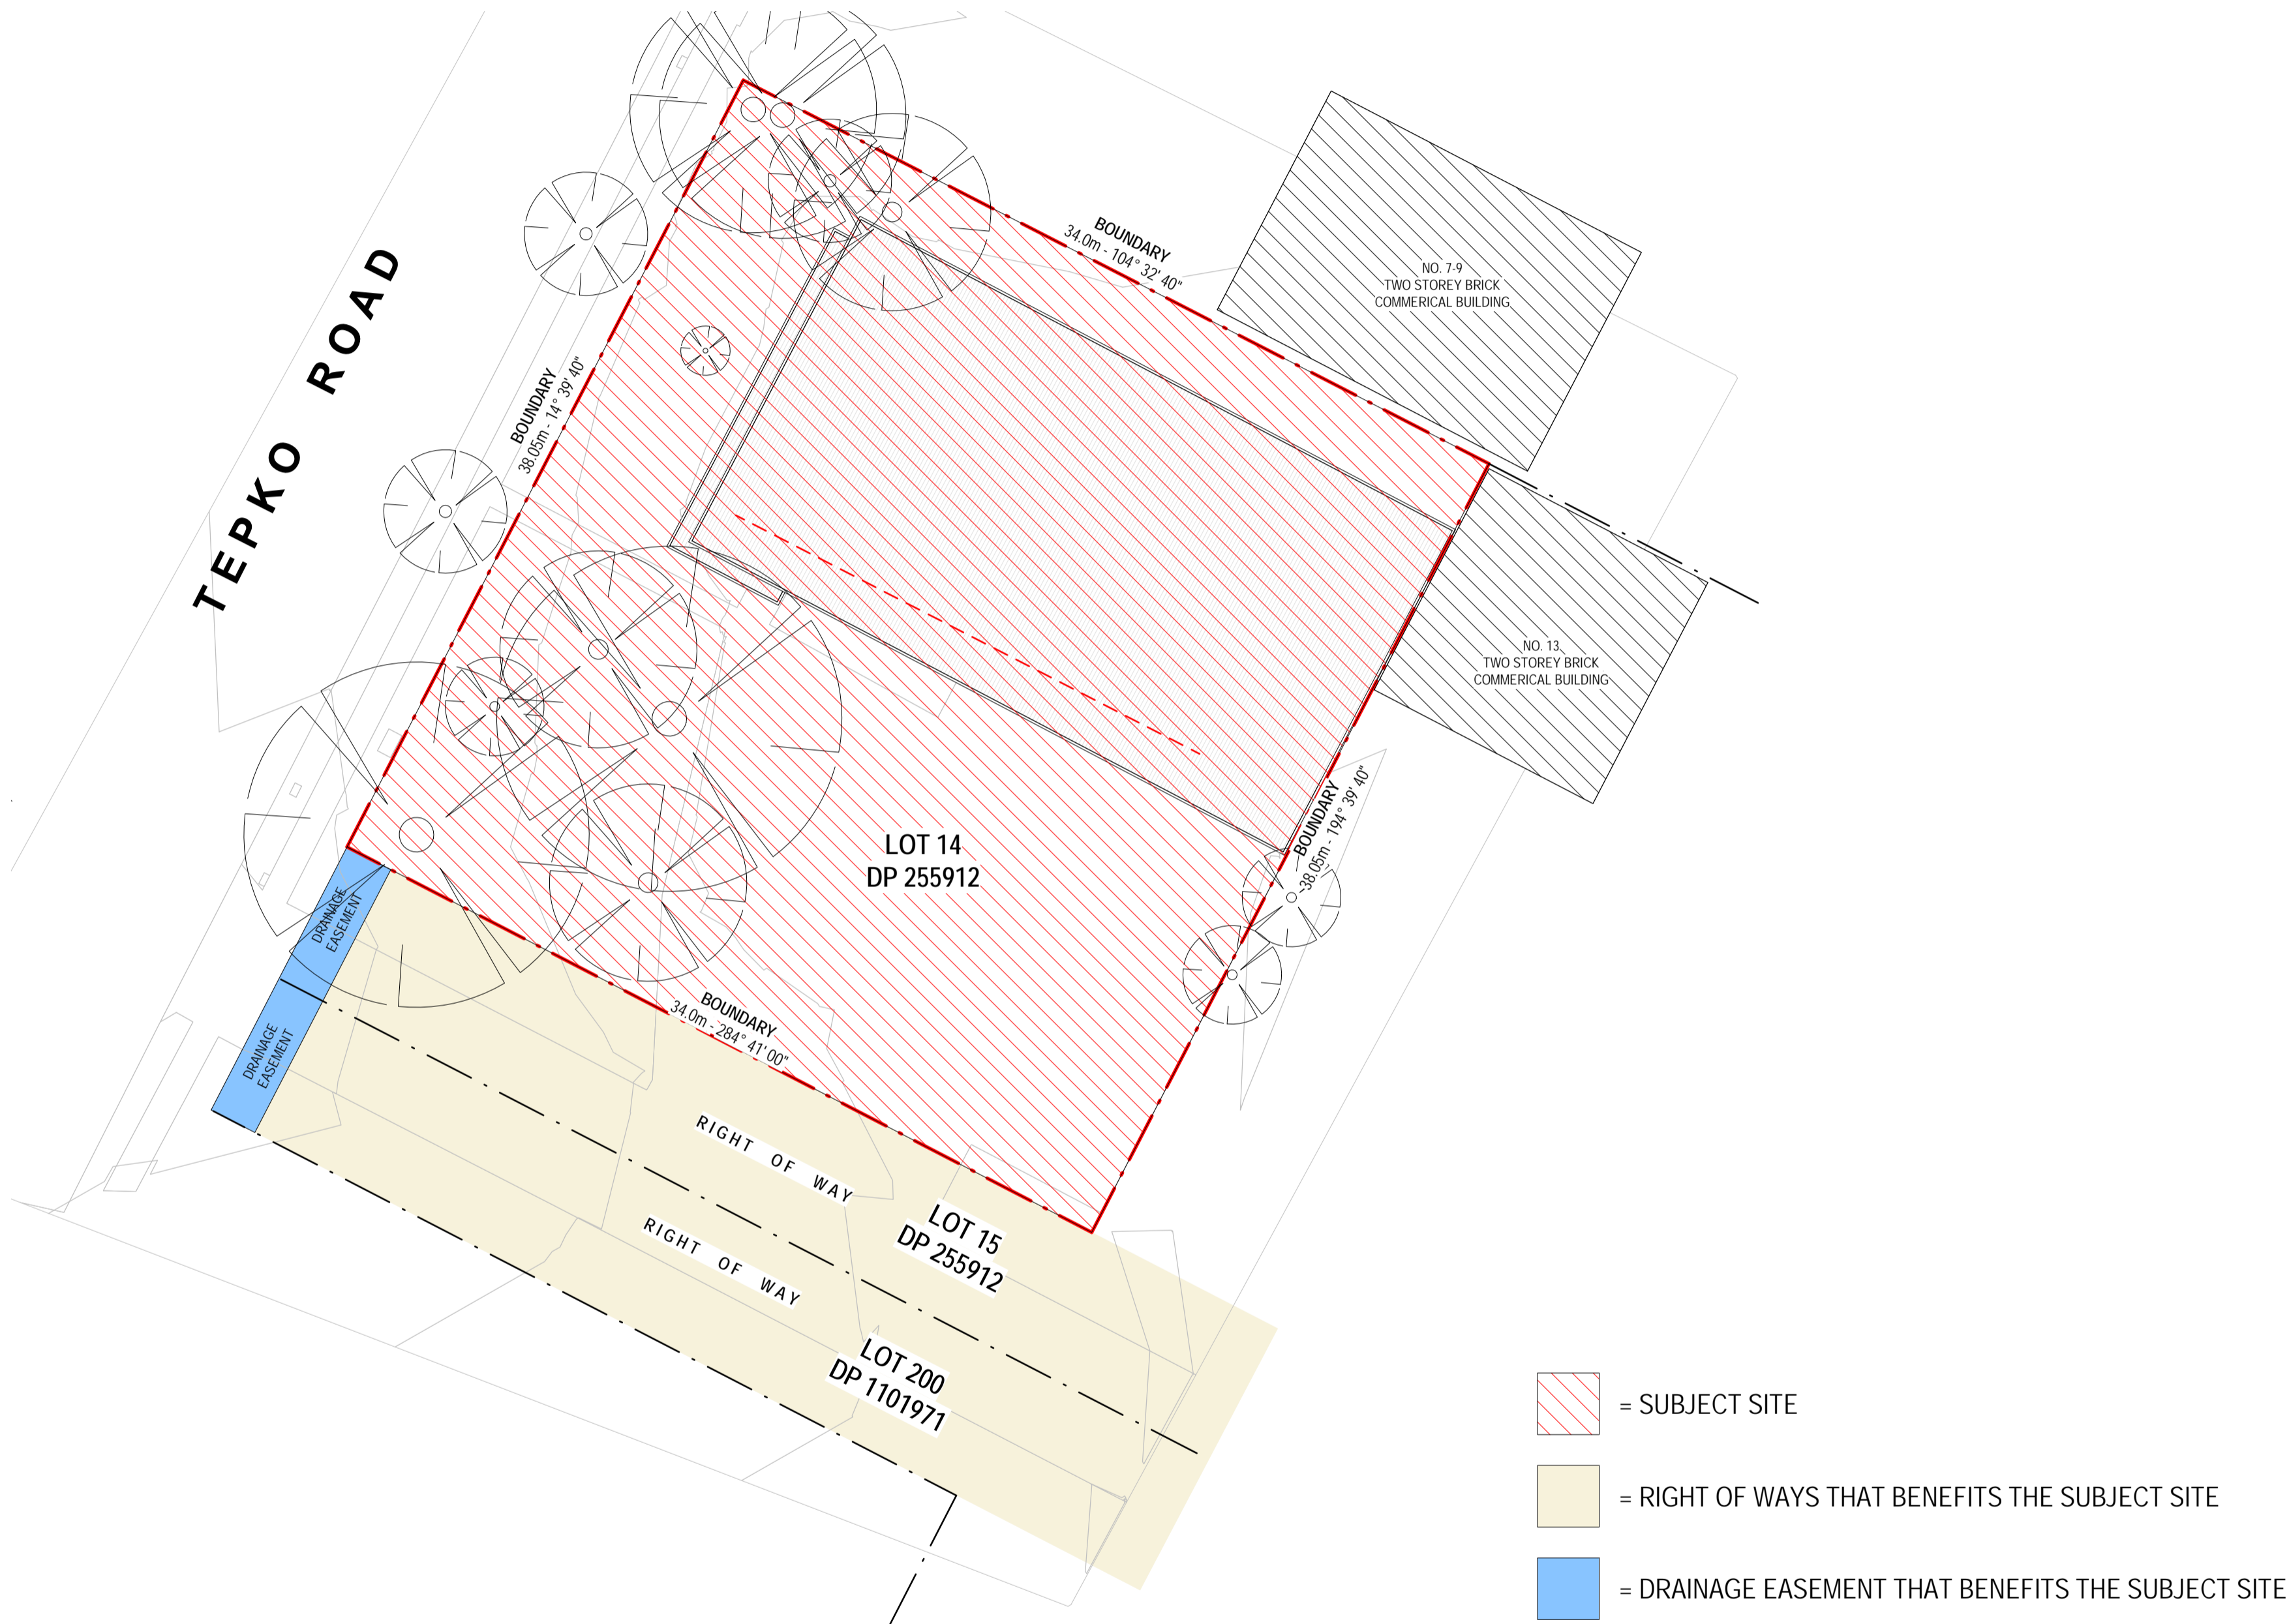 TEPKO ROAD
BOUNDARY
34.0m - 104° 32' 40"
NO. 7-9
TWO STOREY BRICK
COMMERICAL BUILDING
BOUNDARY
38.05m - 14° 39' 40"
NO. 13
TWO STOREY BRICK
COMMERICAL BUILDING
BOUNDARY
38.05m - 194° 39' 40"
LOT 14
DP 255912
DRAINAGE
EASEMENT
DRAINAGE
EASEMENT
BOUNDARY
34.0m - 284° 41' 00"
RIGHT OF WAY
LOT 15
DP 255912
RIGHT OF WAY
LOT 200
DP 1101971
= SUBJECT SITE
= RIGHT OF WAYS THAT BENEFITS THE SUBJECT SITE
= DRAINAGE EASEMENT THAT BENEFITS THE SUBJECT SITE